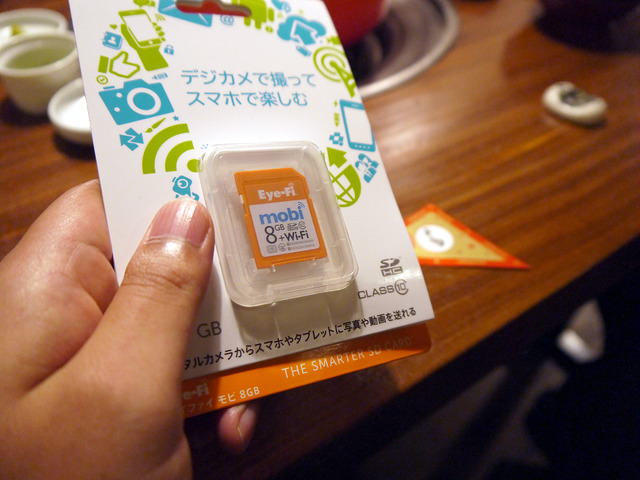 デジカメで撮って
スマホで楽しむ
Eye-Fi
mobi
8GB
+Wi-Fi
SD
HC
CLASS 10
GB
タルカメラからスマホやタブレットに写真や動画を送れる
THE SMARTER SD CARD
e-Fi
ファイ モビ 8GB